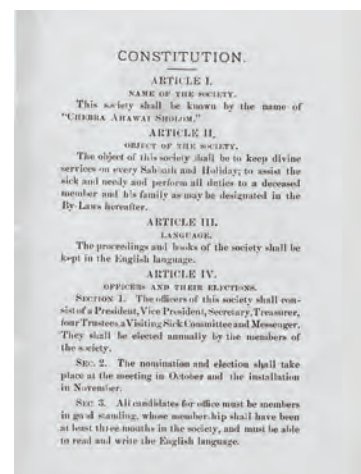 CONSTITUTION.
ARTICLE I.
NAME OF THE SOCIETY.
This society shall be known by the name of
"CHEBRA AHAWAI SHOLOM."
ARTICLE II.
OBJECT OF THE SOCIETY.
The object of this society shall be to keep divine
services on every Sabbath and Holiday; to assist the
sick and needy and perform all duties to a deceased
member and his family as may be designated in the
By-Laws hereafter.
ARTICLE III.
LANGUAGE.
The proceedings and books of the society shall be
kept in the English language.
ARTICLE IV.
OFFICERS AND THEIR ELECTIONS.
SECTION 1. The officers of this society shall con-
sist of a President, Vice President, Secretary, Treasurer,
four Trustees, a Visiting Sick Committee and Messenger.
They shall be elected annually by the members of
the society.
SEC. 2. The nomination and election shall take
place at the meeting in October and the installation
in November.
SEC. 3. All candidates for office must be members
in good standing, whose membership shall have been
at least three months in the society, and must be able
to read and write the English language.